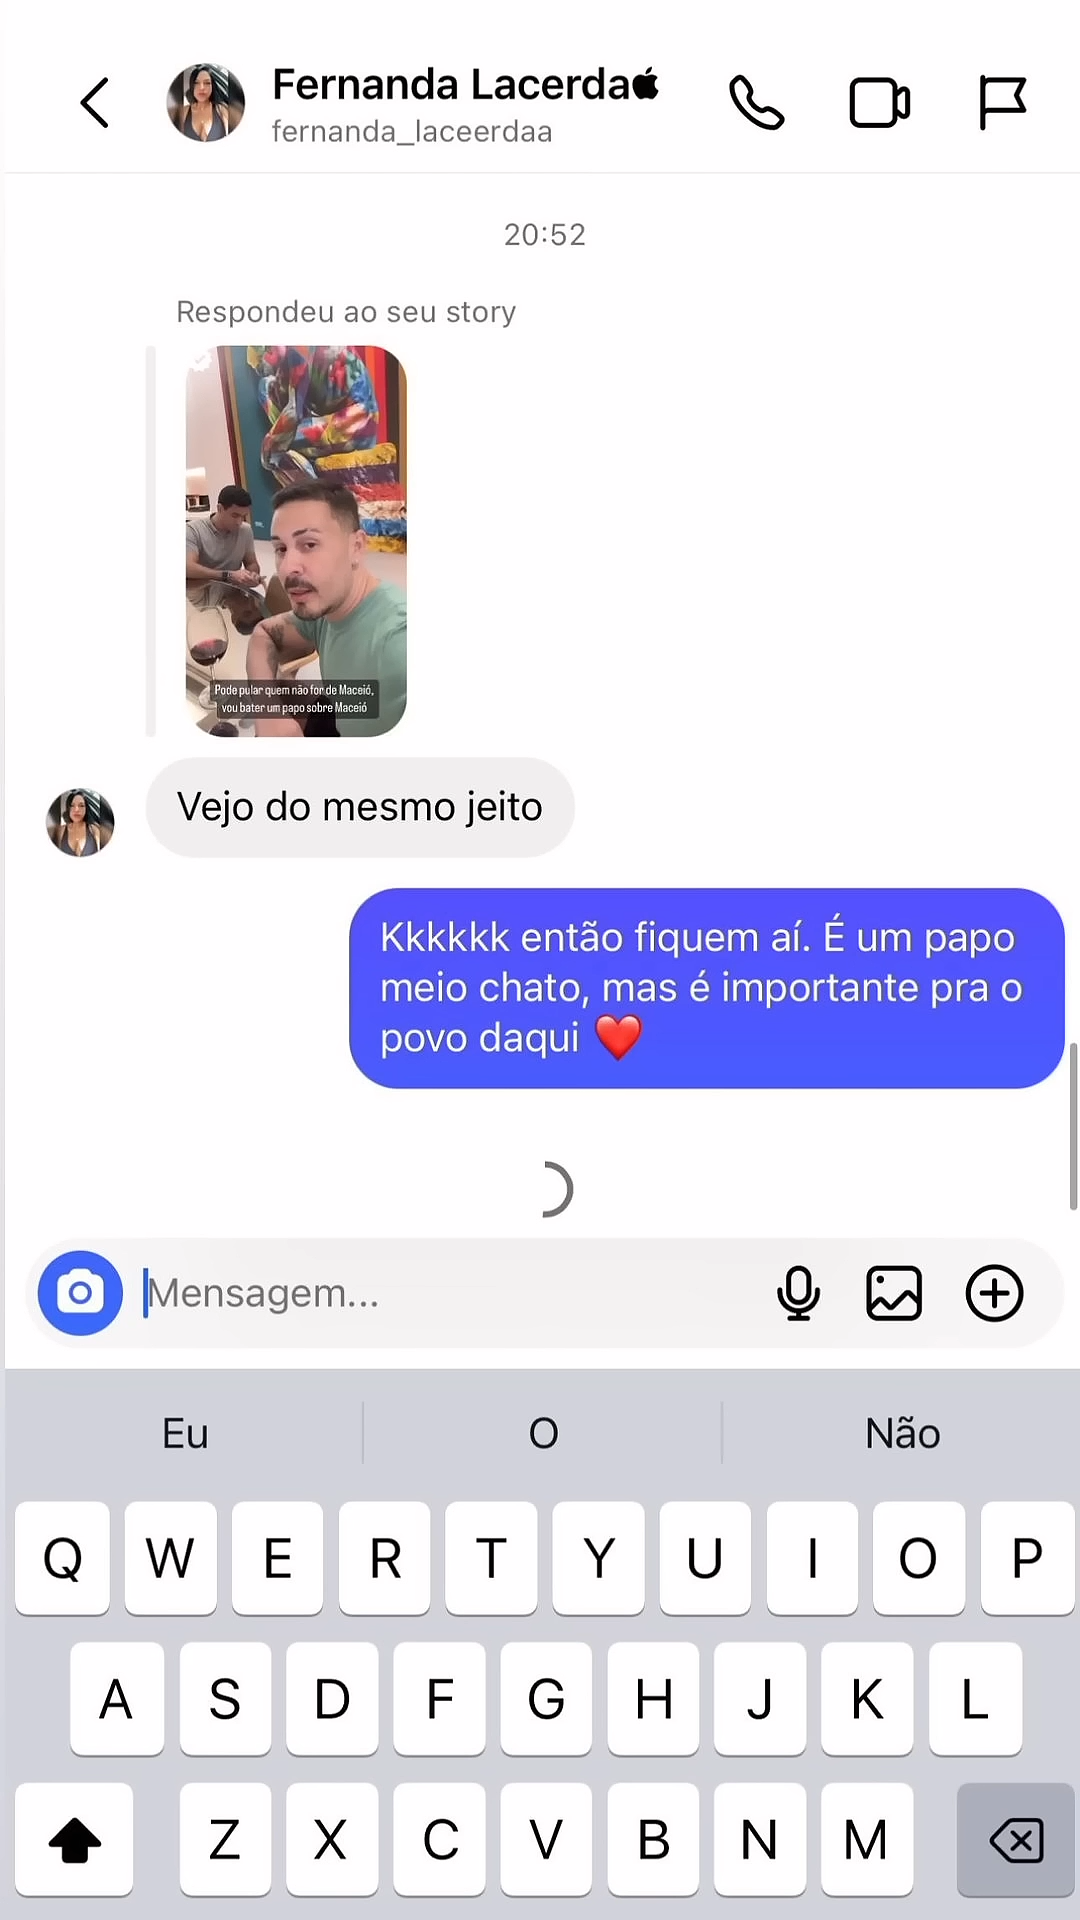 Fernanda Lacerda
fernanda_laceerdaa
20:52
Respondeu ao seu story
Pode pular quem não for de Maceió,
vou bater um papo sobre Maceió
Vejo do mesmo jeito
Kkkkkk então fiquem aí. É um papo
meio chato, mas é importante pra o
povo daqui ❤️
Mensagem...
Eu O Não
Q W E R T Y U I O P
A S D F G H J K L
Z X C V B N M